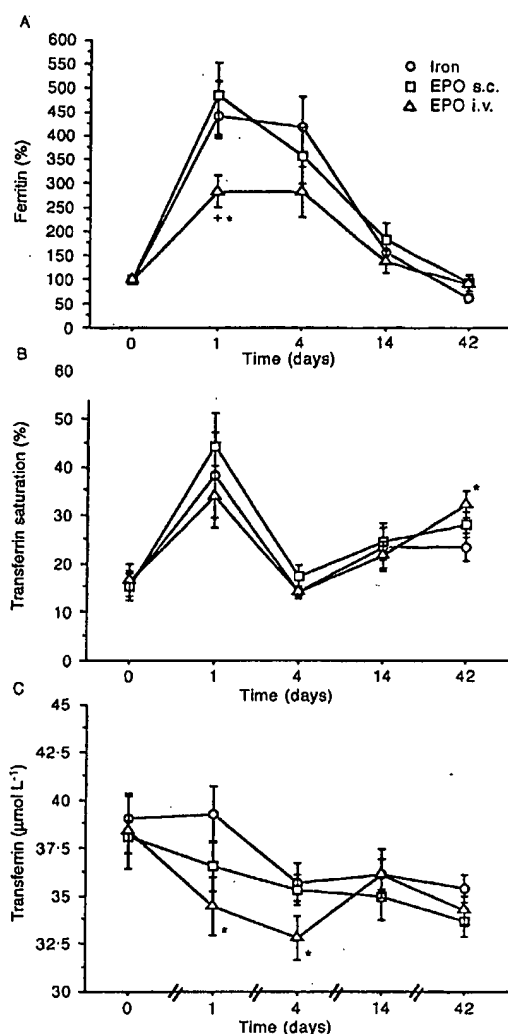 A
600
550
500
450
400
350
300
250
200
150
100
50
0
Ferritin (%)
Iron
EPO s.c.
EPO i.v.
+ *
0 1 4 14 42
Time (days)
B
60
50
40
30
20
10
0
Transferrin saturation (%)
*
0 1 4 14 42
Time (days)
C
45
42·5
40
37·5
35
32·5
30
Transferrin (µmol L⁻¹)
*
*
0 1 4 14 42
Time (days)